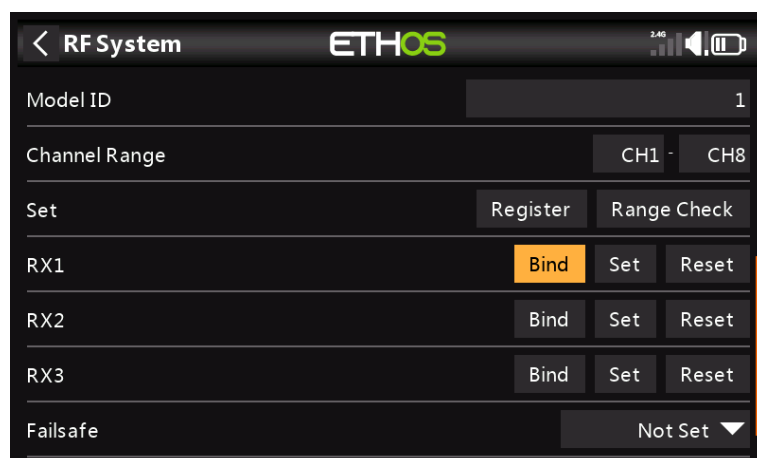 RF System ETHOS 2.4G
Model ID 1
Channel Range CH1 - CH8
Set Register Range Check
RX1 Bind Set Reset
RX2 Bind Set Reset
RX3 Bind Set Reset
Failsafe Not Set